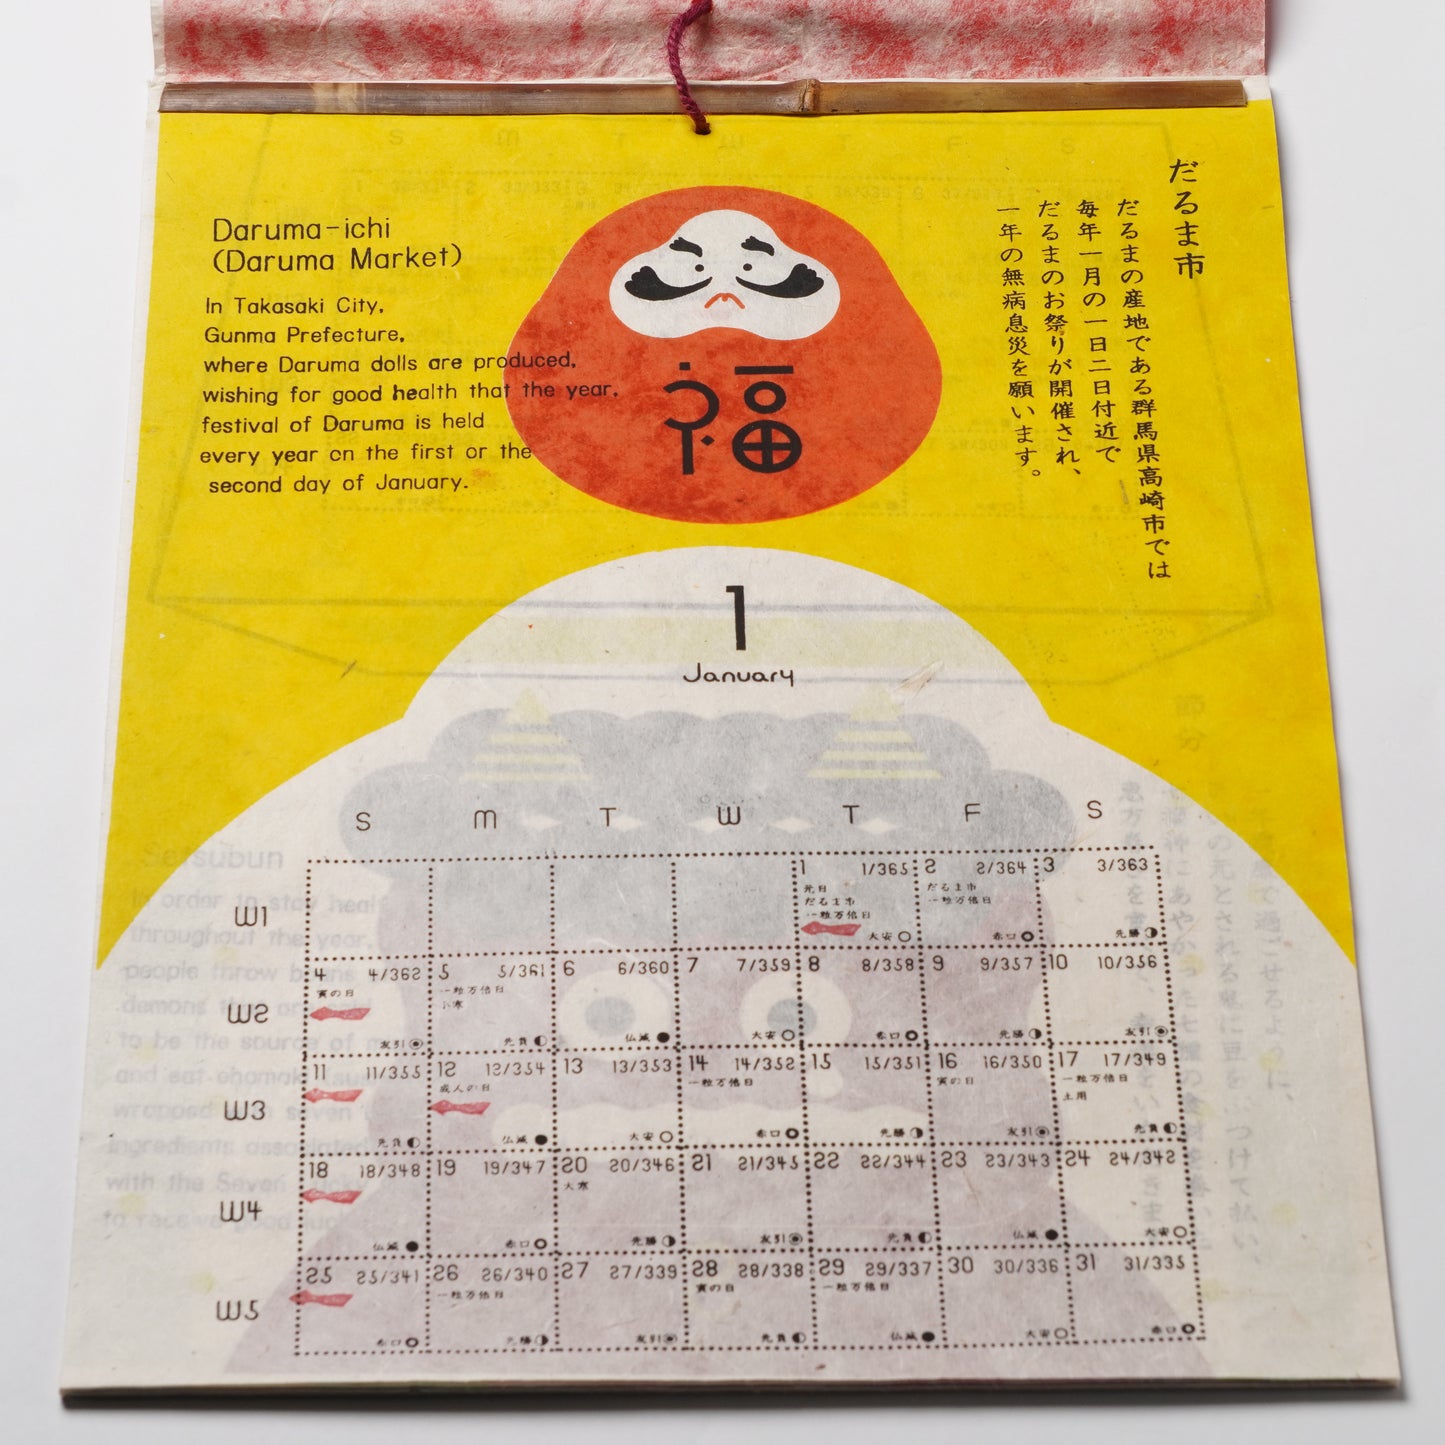 Daruma-ichi
(Daruma Market)
In Takasaki City,
Gunma Prefecture,
where Daruma dolls are produced,
wishing for good health that the year,
festival of Daruma is held
every year on the first or the
second day of January.
だるま市
だるまの産地である群馬県高崎市では
毎年一月の一日二日付近で
だるまのお祭りが開催され、
一年の無病息災を願います。
福
1
January
S M T W T F S
W1
1 1/365
元日
だるま市
一粒万倍日
大安
2 2/364
だるま市
一粒万倍日
赤口
3 3/363
先勝
W2
4 4/362
寅の日
友引
5 5/361
一粒万倍日
小寒
先負
6 6/360
仏滅
7 7/359
大安
8 8/358
赤口
9 9/357
先勝
10 10/356
友引
W3
11 11/355
先負
12 12/354
成人の日
仏滅
13 13/353
大安
14 14/352
一粒万倍日
赤口
15 15/351
先勝
16 16/350
寅の日
友引
17 17/349
一粒万倍日
土用
先負
W4
18 18/348
仏滅
19 19/347
赤口
20 20/346
大寒
先勝
21 21/345
友引
22 22/344
先負
23 23/343
仏滅
24 24/342
大安
W5
25 25/341
赤口
26 26/340
一粒万倍日
先勝
27 27/339
友引
28 28/338
寅の日
先負
29 29/337
一粒万倍日
仏滅
30 30/336
大安
31 31/335
赤口